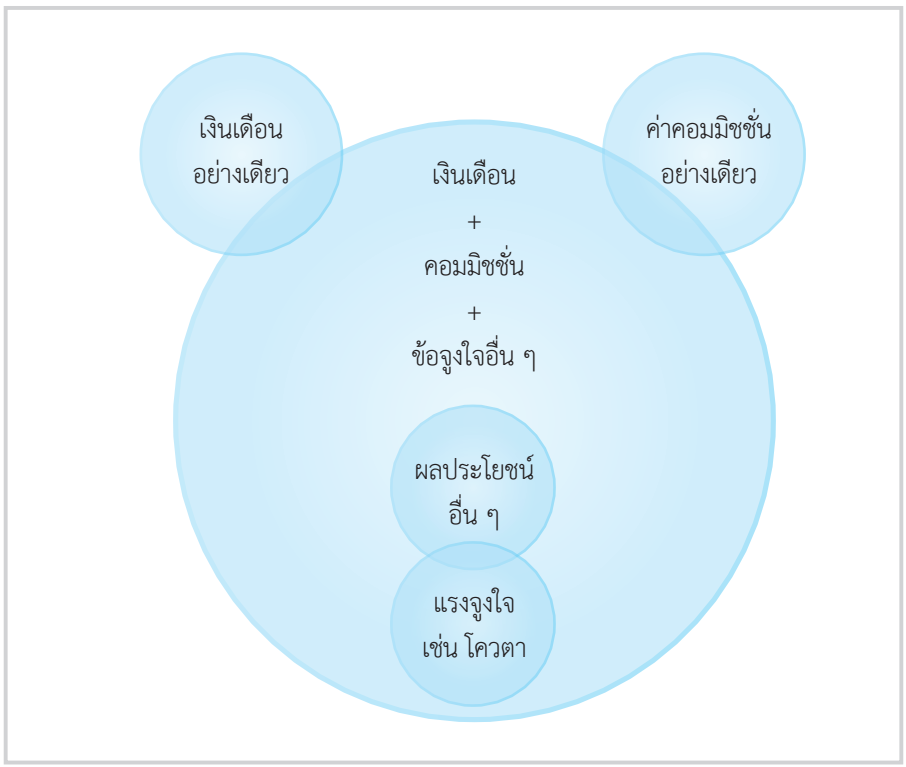 เงินเดือน
อย่างเดียว
ค่าคอมมิชชั่น
อย่างเดียว
เงินเดือน
+
คอมมิชชั่น
+
ข้อจูงใจอื่น ๆ
ผลประโยชน์
อื่น ๆ
แรงจูงใจ
เช่น โควตา